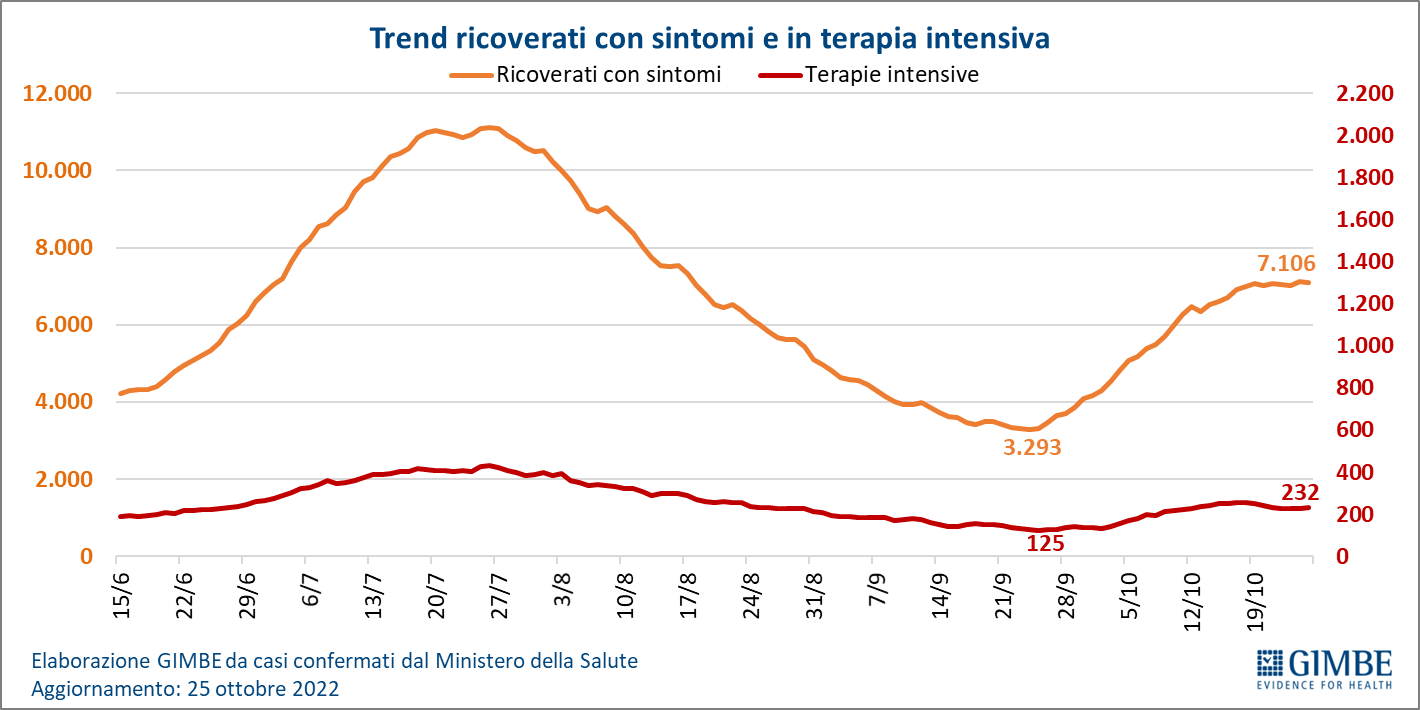 Trend ricoverati con sintomi e in terapia intensiva
Ricoverati con sintomi Terapie intensive
12.000 2.200
2.000
10.000 1.800
1.600
8.000 1.400
7.106
1.200
6.000 1.000
4.000 800
600
3.293
2.000 400
232
200
125
0 0
15/6 22/6 29/6 6/7 13/7 20/7 27/7 3/8 10/8 17/8 24/8 31/8 7/9 14/9 21/9 28/9 5/10 12/10 19/10
Elaborazione GIMBE da casi confermati dal Ministero della Salute
Aggiornamento: 25 ottobre 2022
GIMBE
EVIDENCE FOR HEALTH